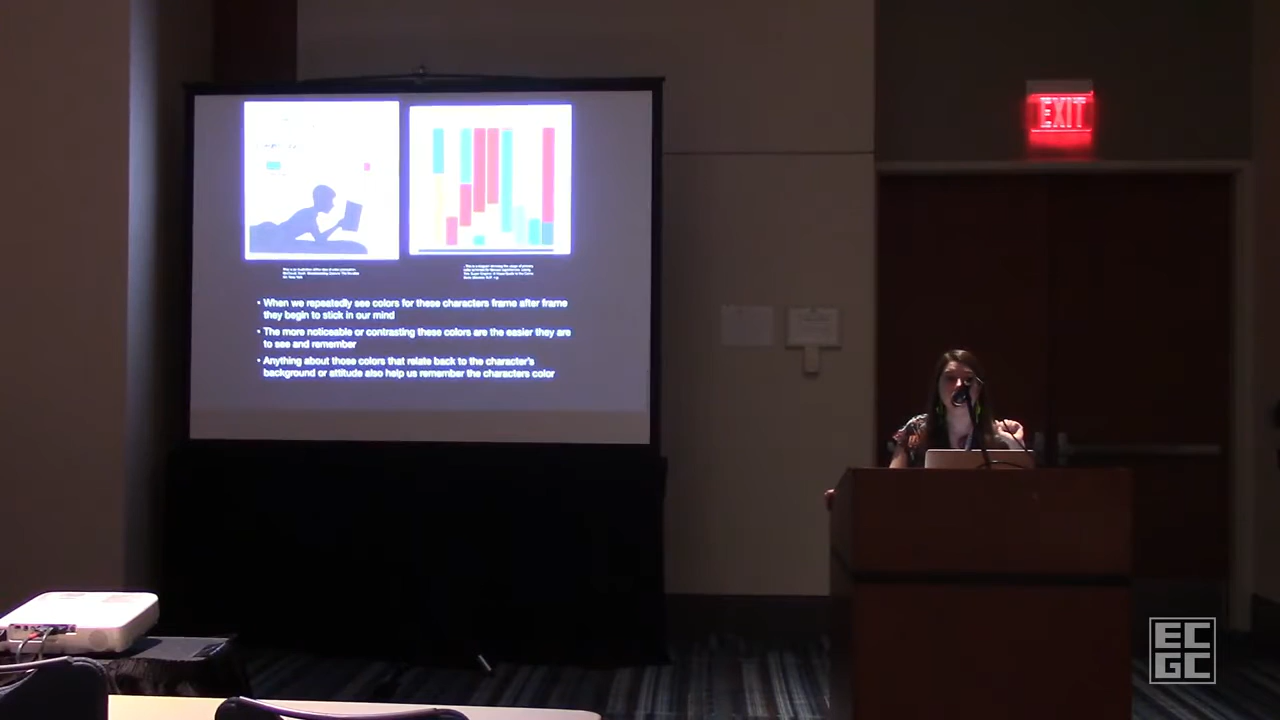 EXIT
• When we repeatedly see colors for these characters frame after frame
they begin to stick in our mind
• The more noticeable or contrasting these colors are the easier they are
to see and remember
• Anything about those colors that relate back to the character's
background or attitude also help us remember the characters color
EC
GC